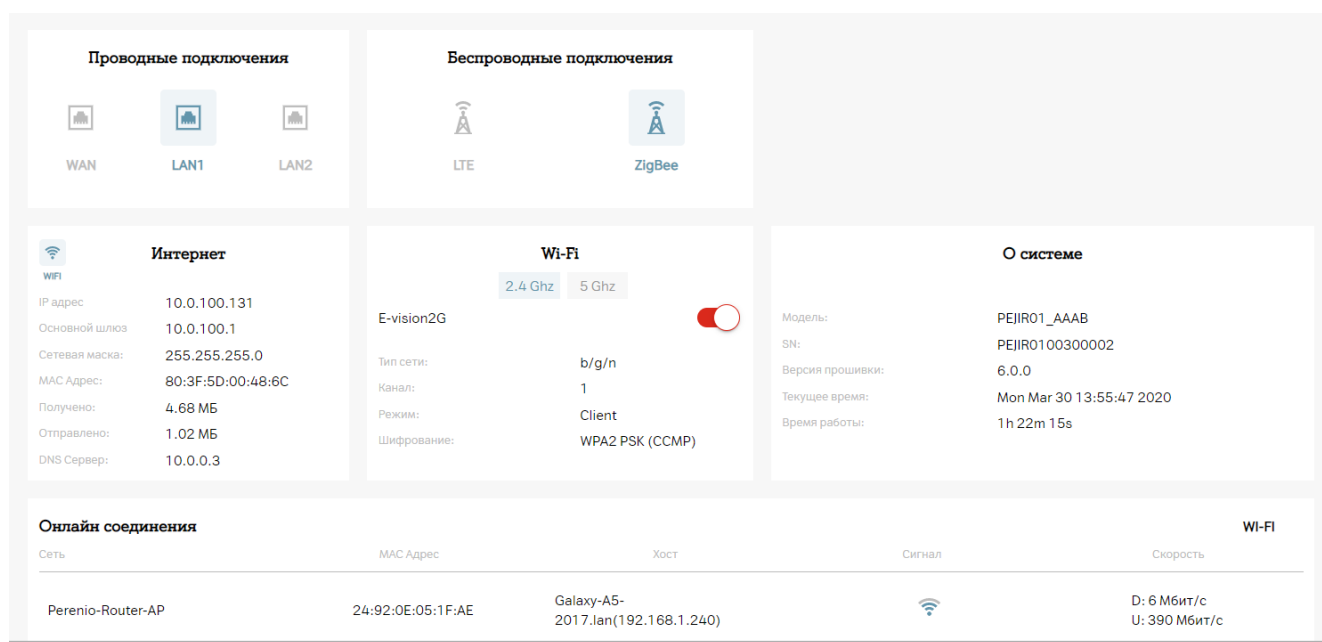 Проводные подключения
WAN
LAN1
LAN2
Беспроводные подключения
LTE
ZigBee
WIFI
Интернет
IP адрес 10.0.100.131
Основной шлюз 10.0.100.1
Сетевая маска: 255.255.255.0
MAC Адрес: 80:3F:5D:00:48:6C
Получено: 4.68 МБ
Отправлено: 1.02 МБ
DNS Сервер: 10.0.0.3
Wi-Fi
2.4 Ghz 5 Ghz
E-vision2G
Тип сети: b/g/n
Канал: 1
Режим: Client
Шифрование: WPA2 PSK (CCMP)
О системе
Модель: PEJIR01_AAAB
SN: PEJIR0100300002
Версия прошивки: 6.0.0
Текущее время: Mon Mar 30 13:55:47 2020
Время работы: 1h 22m 15s
Онлайн соединения WI-FI
Сеть MAC Адрес Хост Сигнал Скорость
Perenio-Router-AP 24:92:0E:05:1F:AE Galaxy-A5-
2017.lan(192.168.1.240)
D: 6 Мбит/с
U: 390 Мбит/с